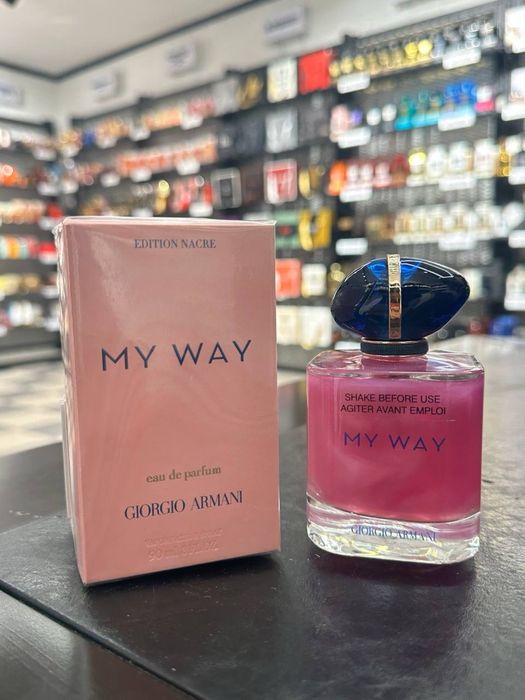 EDITION NACRE
MY WAY
eau de parfum
GIORGIO ARMANI
SHAKE BEFORE USE
AGITER AVANT EMPLOI
MY WAY
GIORGIO ARMANI